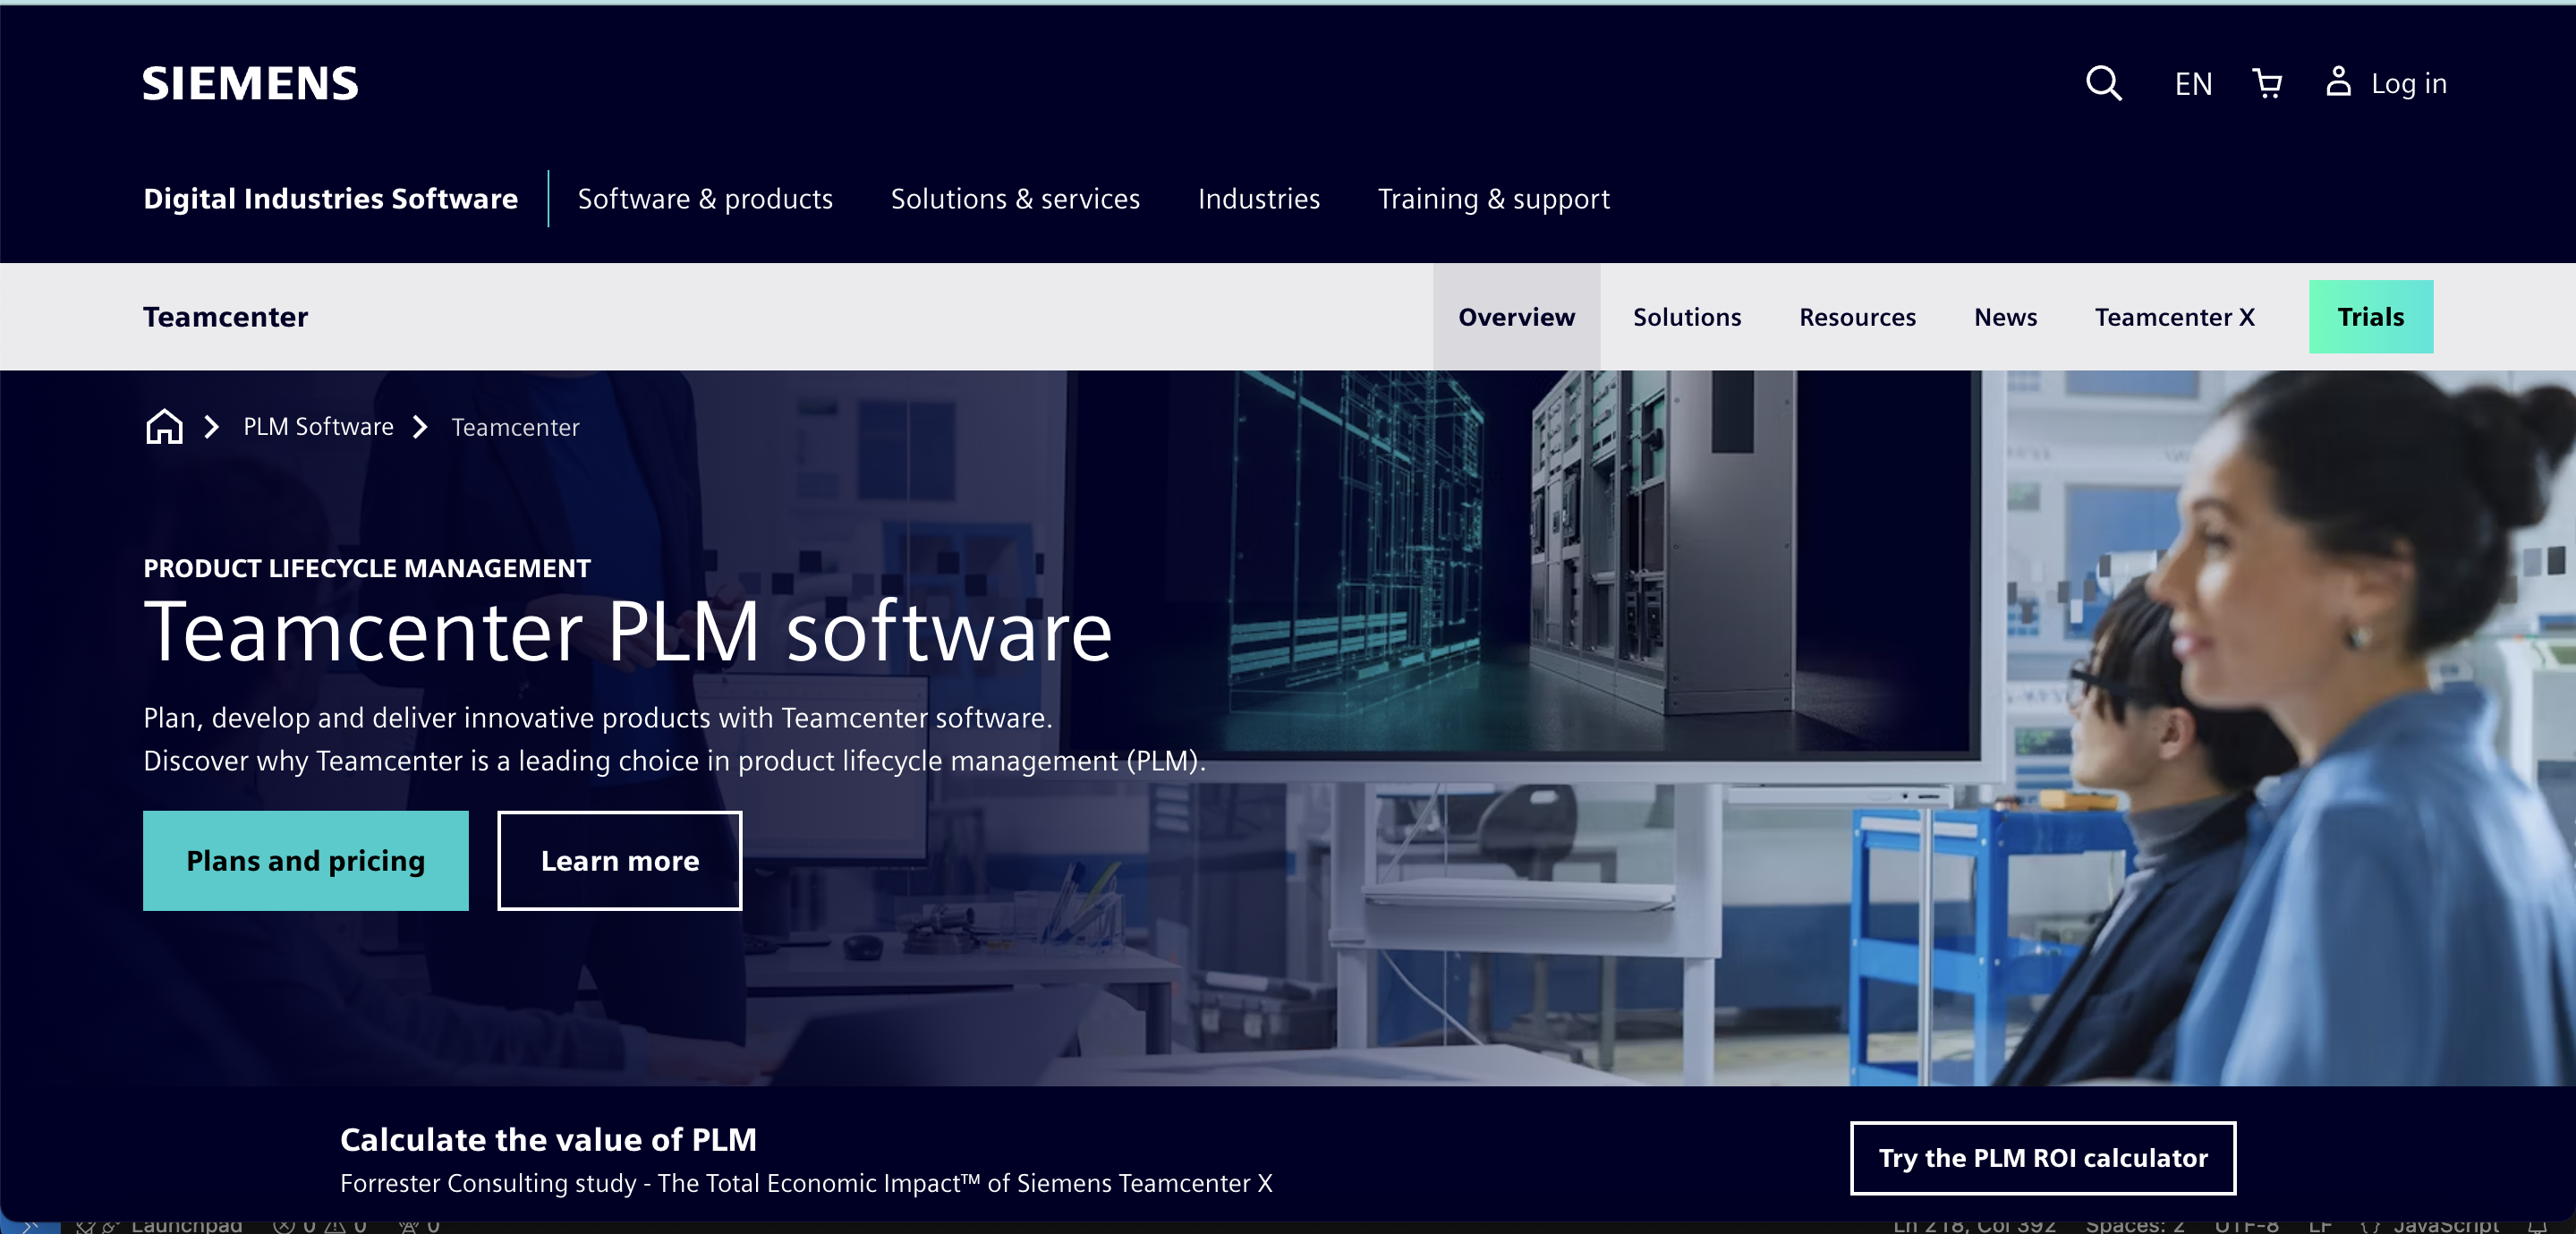 SIEMENS
EN
Log in
Digital Industries Software
Software & products
Solutions & services
Industries
Training & support
Teamcenter
Overview
Solutions
Resources
News
Teamcenter X
Trials
PLM Software
Teamcenter
PRODUCT LIFECYCLE MANAGEMENT
Teamcenter PLM software
Plan, develop and deliver innovative products with Teamcenter software.
Discover why Teamcenter is a leading choice in product lifecycle management (PLM).
Plans and pricing
Learn more
Calculate the value of PLM
Forrester Consulting study - The Total Economic Impact™ of Siemens Teamcenter X
Try the PLM ROI calculator
Launchpad
0
0
0
Ln 218, Col 392
Spaces: 2
UTF-8
LF
{} JavaScript